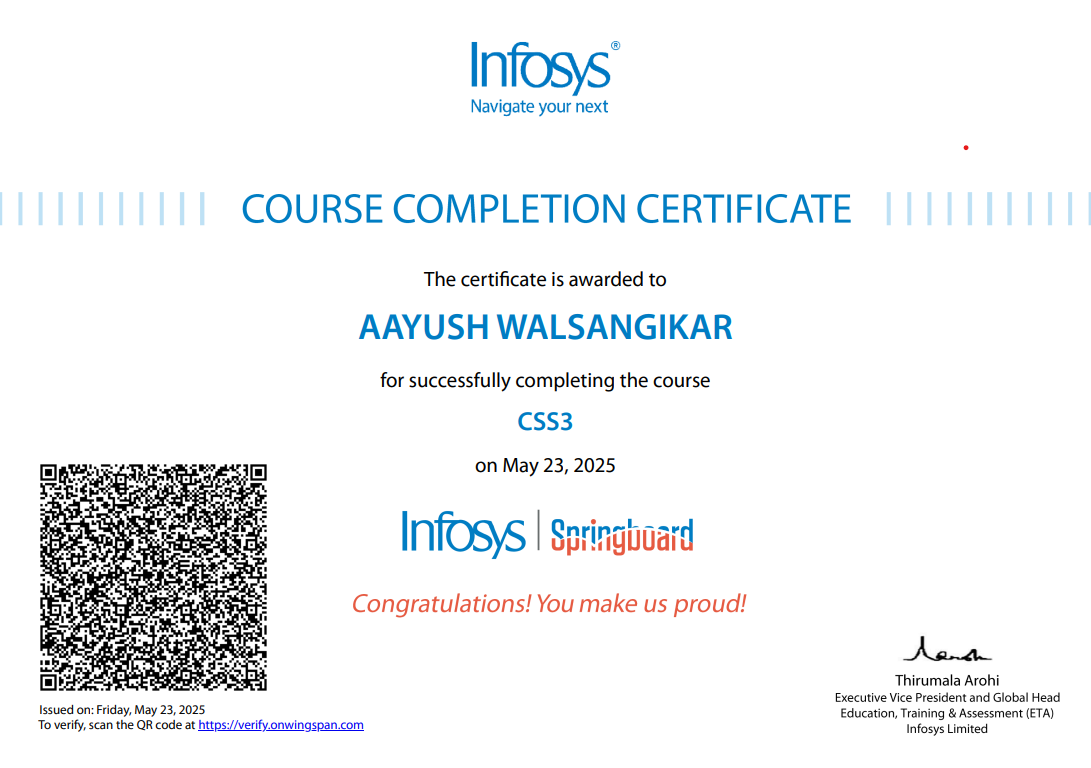 Infosys®
Navigate your next
COURSE COMPLETION CERTIFICATE
The certificate is awarded to
AAYUSH WALSANGIKAR
for successfully completing the course
CSS3
on May 23, 2025
Infosys | Springboard
Congratulations! You make us proud!
Issued on: Friday, May 23, 2025
To verify, scan the QR code at https://verify.onwingspan.com
Thirumala Arohi
Executive Vice President and Global Head
Education, Training & Assessment (ETA)
Infosys Limited